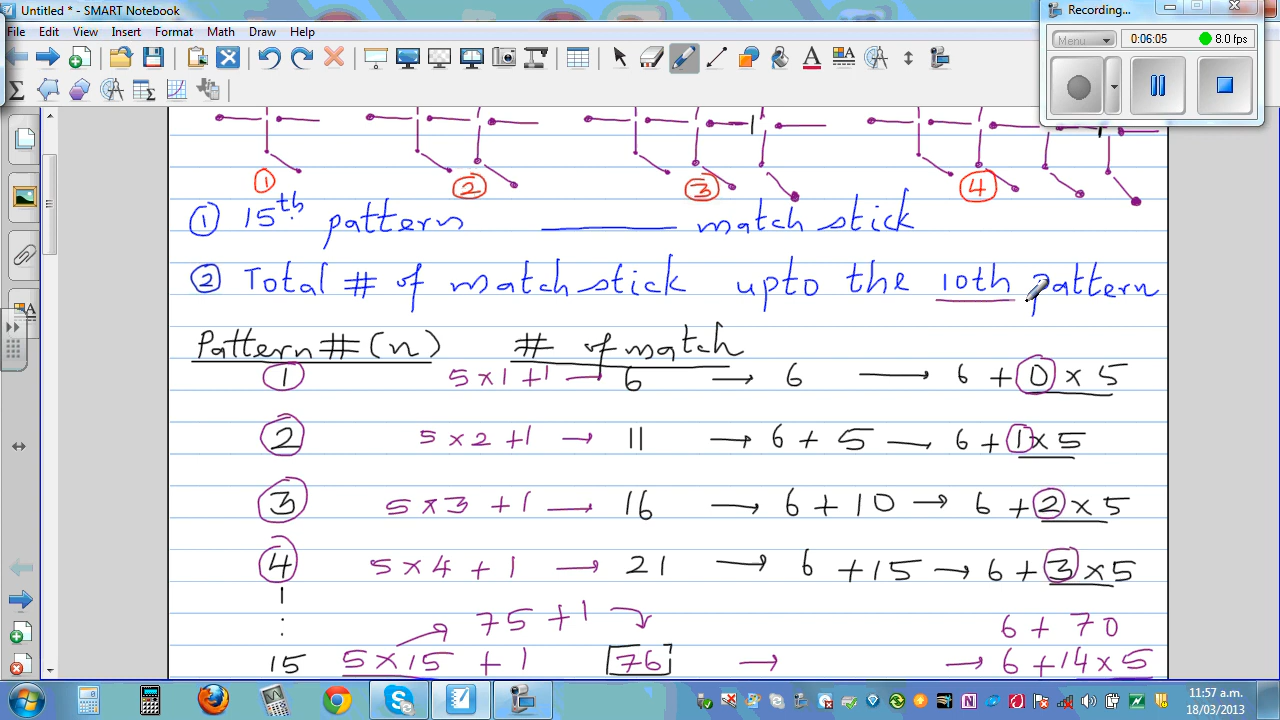 Untitled * - SMART Notebook
Recording...
File Edit View Insert Format Math Draw Help
Menu 0:06:05 8.0 fps
① ② ③ ④
① 15th pattern ______ match stick
② Total # of match stick upto the 10th pattern
Pattern # (n) # of match
① 5 x 1 + 1 → 6 → 6 → 6 + 0 x 5
② 5 x 2 + 1 → 11 → 6 + 5 → 6 + 1 x 5
③ 5 x 3 + 1 → 16 → 6 + 10 → 6 + 2 x 5
④ 5 x 4 + 1 → 21 → 6 + 15 → 6 + 3 x 5
75 + 1 6 + 70
15 5 x 15 + 1 76 → → 6 + 14 x 5
11:57 a.m.
18/03/2013